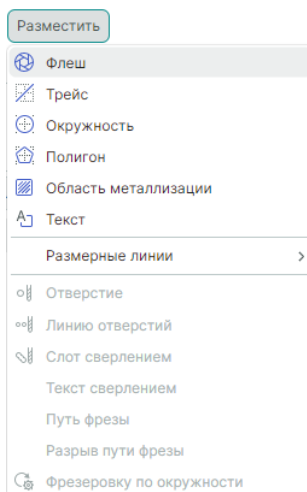 Разместить
Флеш
Трейс
Окружность
Полигон
Область металлизации
Текст
Размерные линии
Отверстие
Линию отверстий
Слот сверлением
Текст сверлением
Путь фрезы
Разрыв пути фрезы
Фрезеровку по окружности